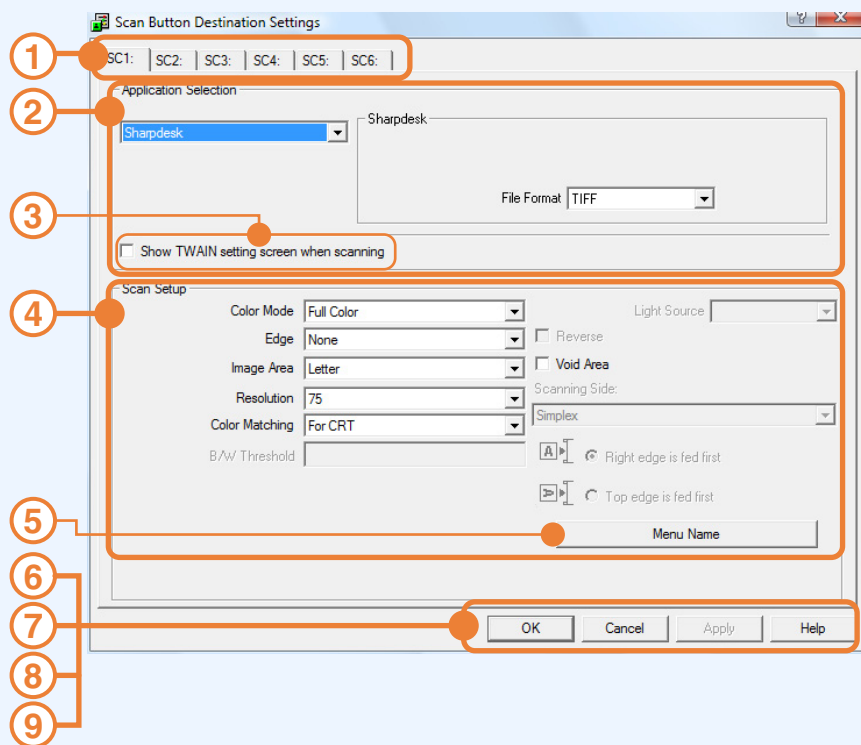 Scan Button Destination Settings
?
1
SC1: SC2: SC3: SC4: SC5: SC6:
2
Application Selection
Sharpdesk
Sharpdesk
File Format TIFF
3
Show TWAIN setting screen when scanning
4
Scan Setup
Color Mode Full Color
Light Source
Edge None
Reverse
Image Area Letter
Void Area
Resolution 75
Scanning Side:
Color Matching For CRT
Simplex
B/W Threshold
A Right edge is fed first
A Top edge is fed first
5
Menu Name
6
7
OK Cancel Apply Help
8
9